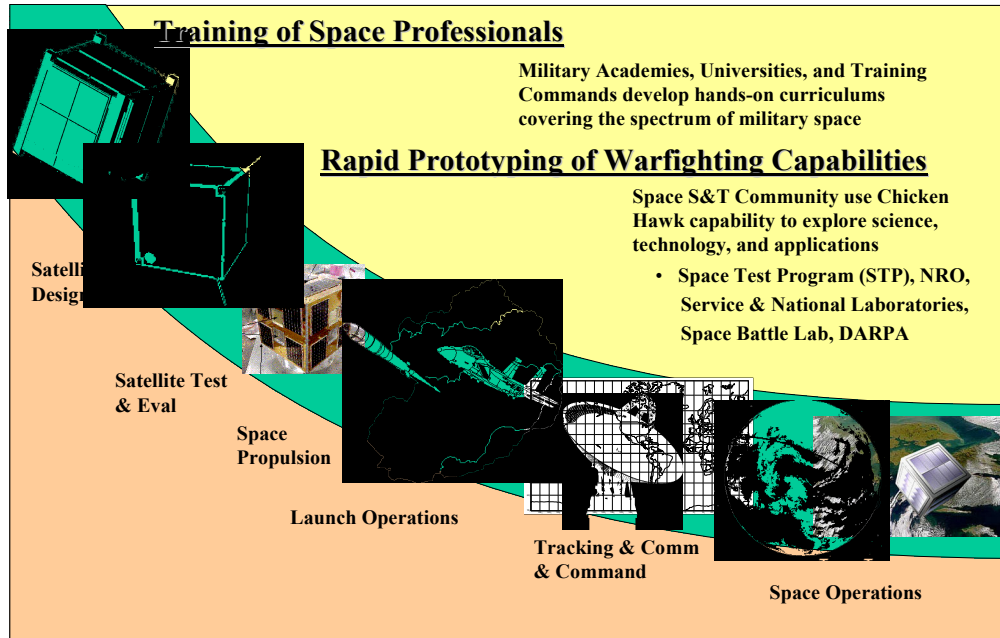 Training of Space Professionals
Military Academies, Universities, and Training
Commands develop hands-on curriculums
covering the spectrum of military space
Rapid Prototyping of Warfighting Capabilities
Space S&T Community use Chicken
Hawk capability to explore science,
technology, and applications
• Space Test Program (STP), NRO,
Service & National Laboratories,
Space Battle Lab, DARPA
Satelli
Desig
Satellite Test
& Eval
Space
Propulsion
Launch Operations
Tracking & Comm
& Command
Space Operations